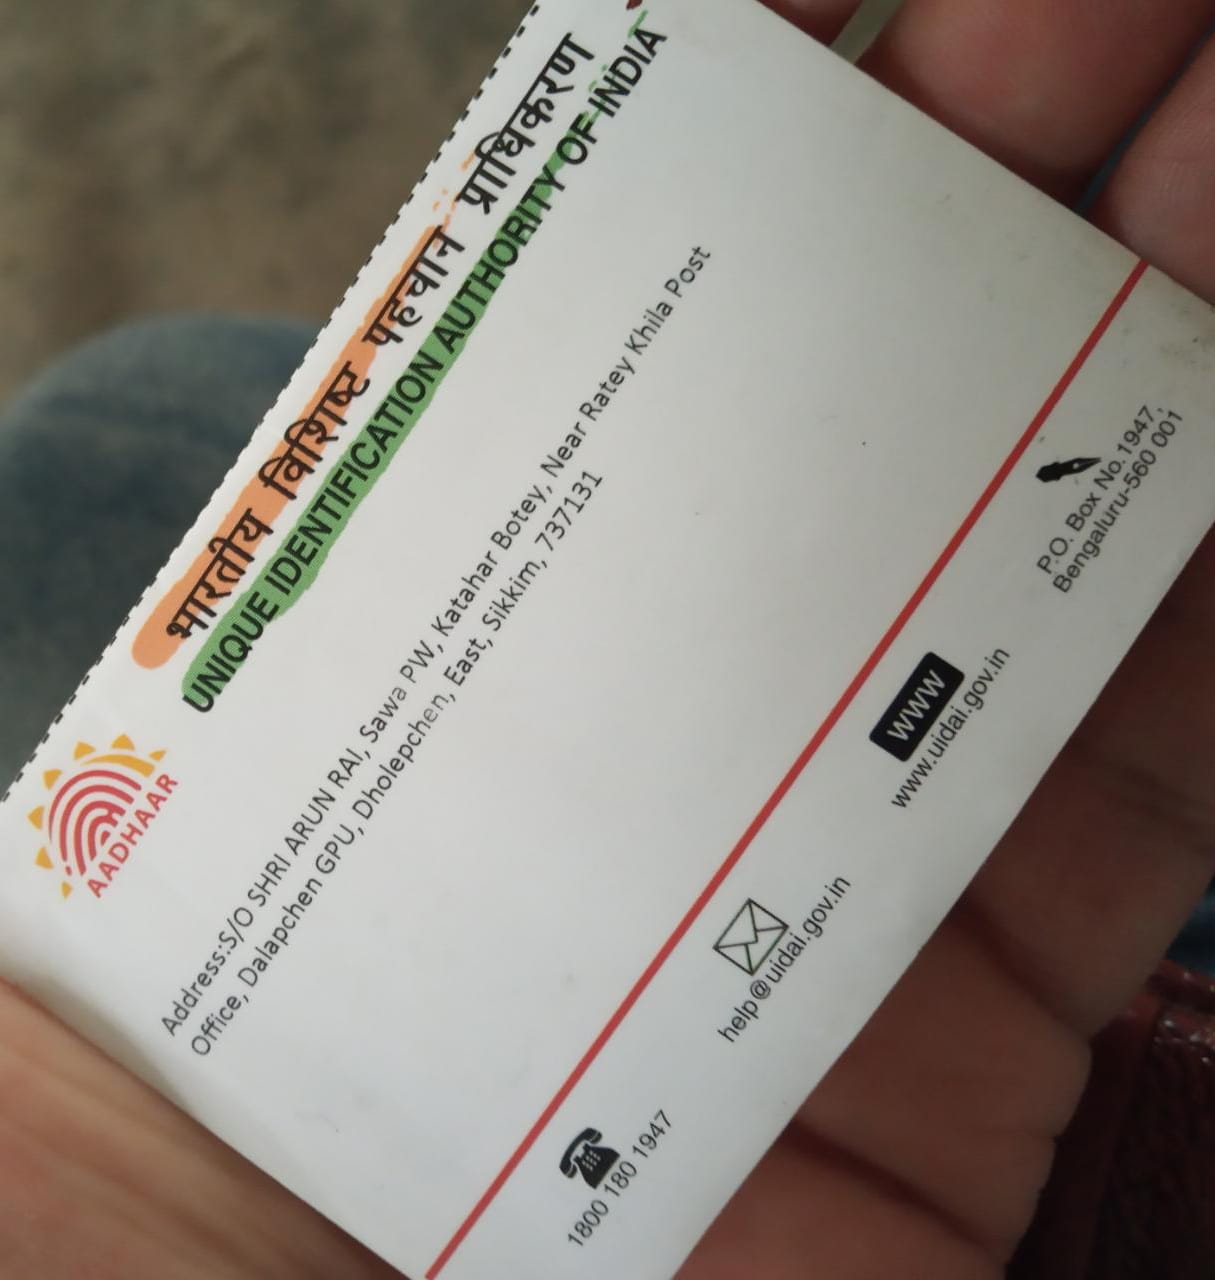 भारतीय विशिष्ट पहचान प्राधिकरण
UNIQUE IDENTIFICATION AUTHORITY OF INDIA
AADHAAR
Address:S/O SHRI ARUN RAI, Sawa PW, Katahar Botey, Near Ratey Khila Post
Office, Dalapchen GPU, Dholepchen, East, Sikkim, 737131
1800 180 1947
help@uidai.gov.in
WWW
www.uidai.gov.in
P.O. Box No.1947,
Bengaluru-560 001